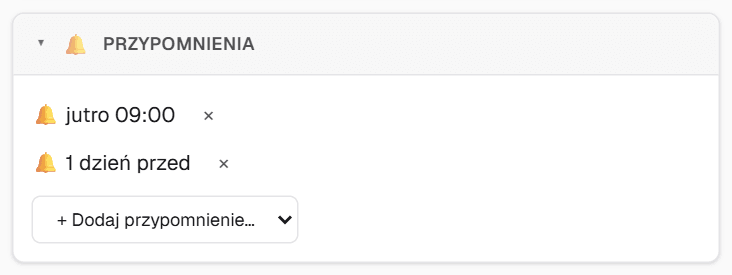 PRZYPOMNIENIA
jutro 09:00 ×
1 dzień przed ×
+ Dodaj przypomnienie...